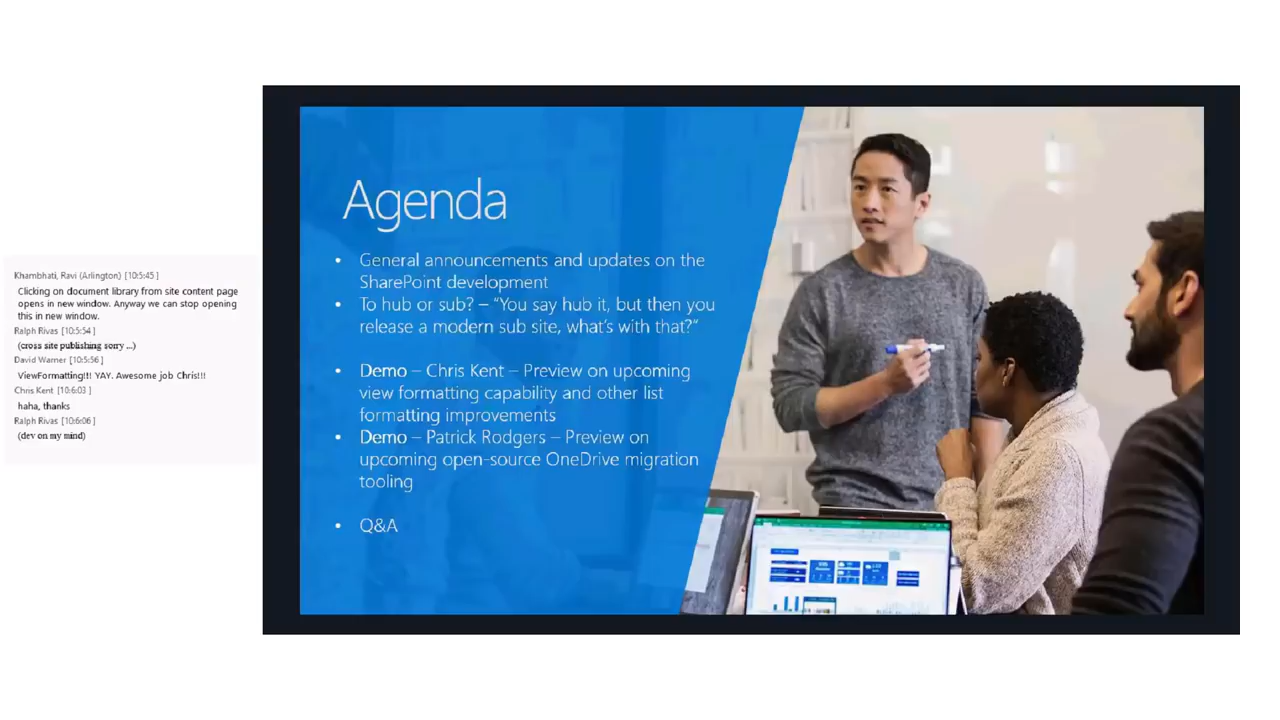 Khambhati, Ravi (Arlington) [10:5:45 ]
Clicking on document library from site content page
opens in new window. Anyway we can stop opening
this in new window.
Ralph Rivas [10:5:54 ]
(cross site publishing sorry ...)
David Warner [10:5:56 ]
ViewFormatting!!! YAY. Awesome job Chris!!!
Chris Kent [10:6:03 ]
haha, thanks
Ralph Rivas [10:6:06 ]
(dev on my mind)
Agenda
• General announcements and updates on the
SharePoint development
• To hub or sub? – “You say hub it, but then you
release a modern sub site, what’s with that?”
• Demo – Chris Kent – Preview on upcoming
view formatting capability and other list
formatting improvements
• Demo – Patrick Rodgers – Preview on
upcoming open-source OneDrive migration
tooling
• Q&A